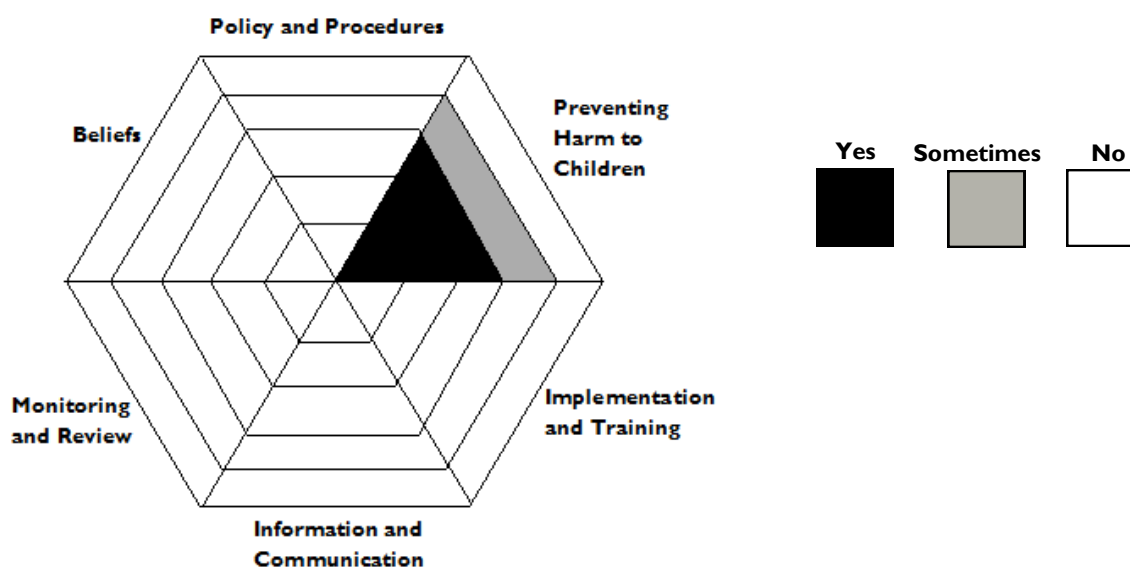 Policy and Procedures
Preventing
Harm to
Children
Beliefs
Yes Sometimes No
Monitoring
and Review
Implementation
and Training
Information and
Communication